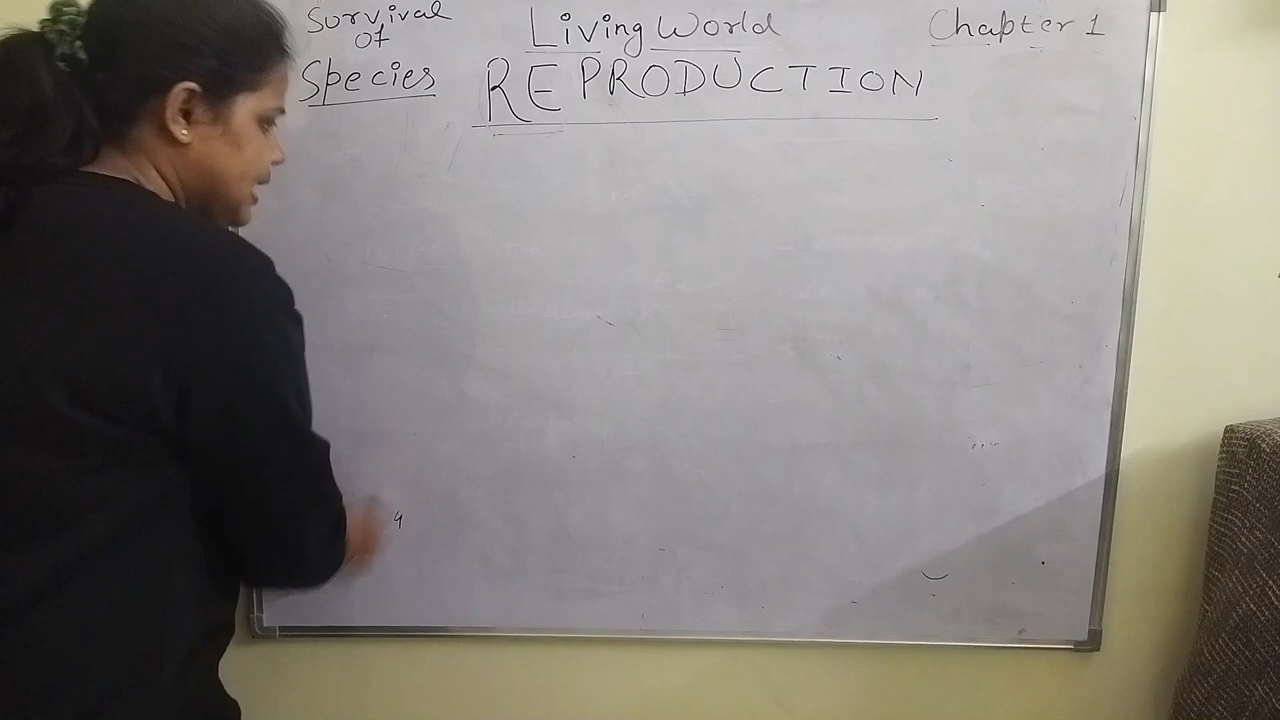 Survival
of
Species
Living World
REPRODUCTION
Chapter 1